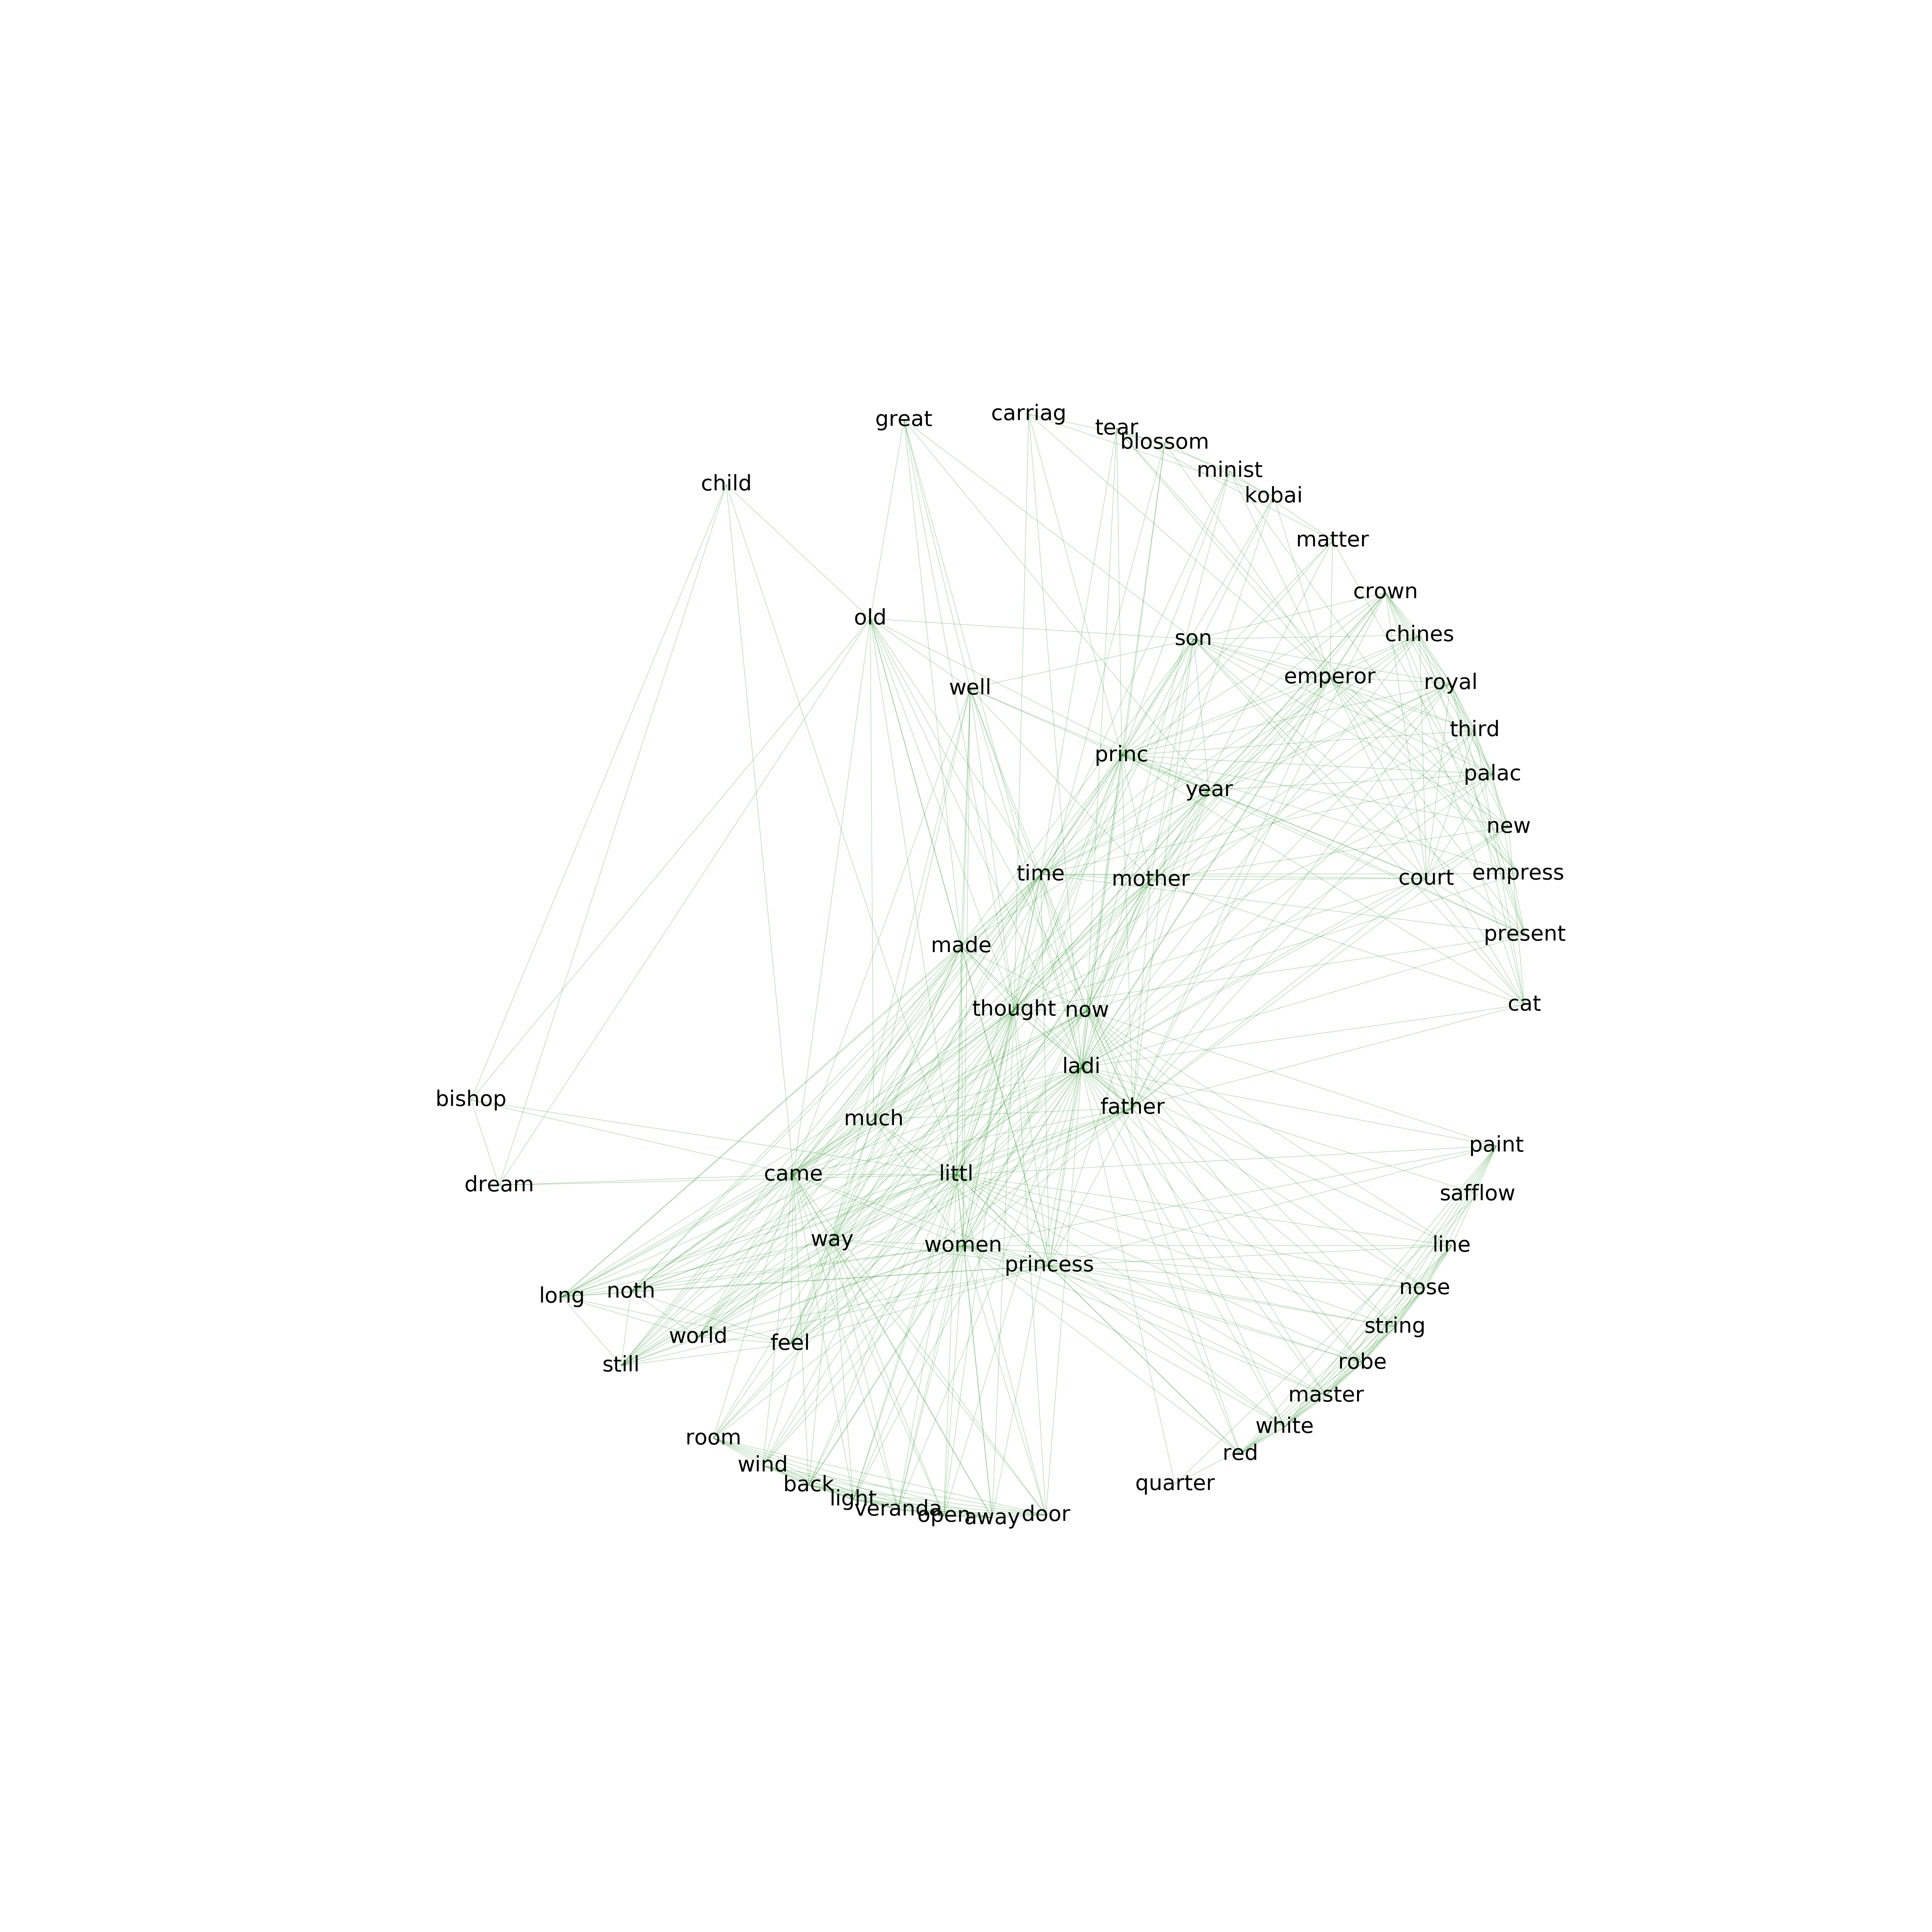 carriag
great
tear
blossom
minist
child
kobai
matter
crown
old
chines
son
emperor
royal
well
third
princ
palac
year
new
time
mother
court
empress
present
made
cat
thought
now
ladi
bishop
father
much
paint
came
littl
dream
safflow
way
women
line
princess
nose
noth
long
string
world
feel
robe
still
master
white
room
red
wind
back
quarter
light
veranda
open
away
door